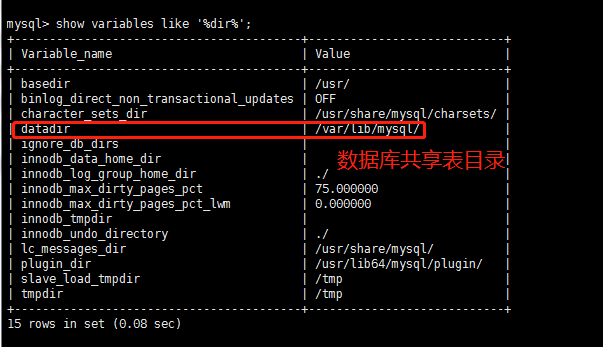 mysql> show variables like '%dir%';
+-----------------------------------------+----------------------------+
| Variable_name | Value |
+-----------------------------------------+----------------------------+
| basedir | /usr/ |
| binlog_direct_non_transactional_updates | OFF |
| character_sets_dir | /usr/share/mysql/charsets/ |
| datadir | /var/lib/mysql/ |
| ignore_db_dirs | |
| innodb_data_home_dir | |
数据库共享表目录
| innodb_log_group_home_dir | ./ |
| innodb_max_dirty_pages_pct | 75.000000 |
| innodb_max_dirty_pages_pct_lwm | 0.000000 |
| innodb_tmpdir | |
| innodb_undo_directory | ./ |
| lc_messages_dir | /usr/share/mysql/ |
| plugin_dir | /usr/lib64/mysql/plugin/ |
| slave_load_tmpdir | /tmp |
| tmpdir | /tmp |
+-----------------------------------------+----------------------------+
15 rows in set (0.08 sec)